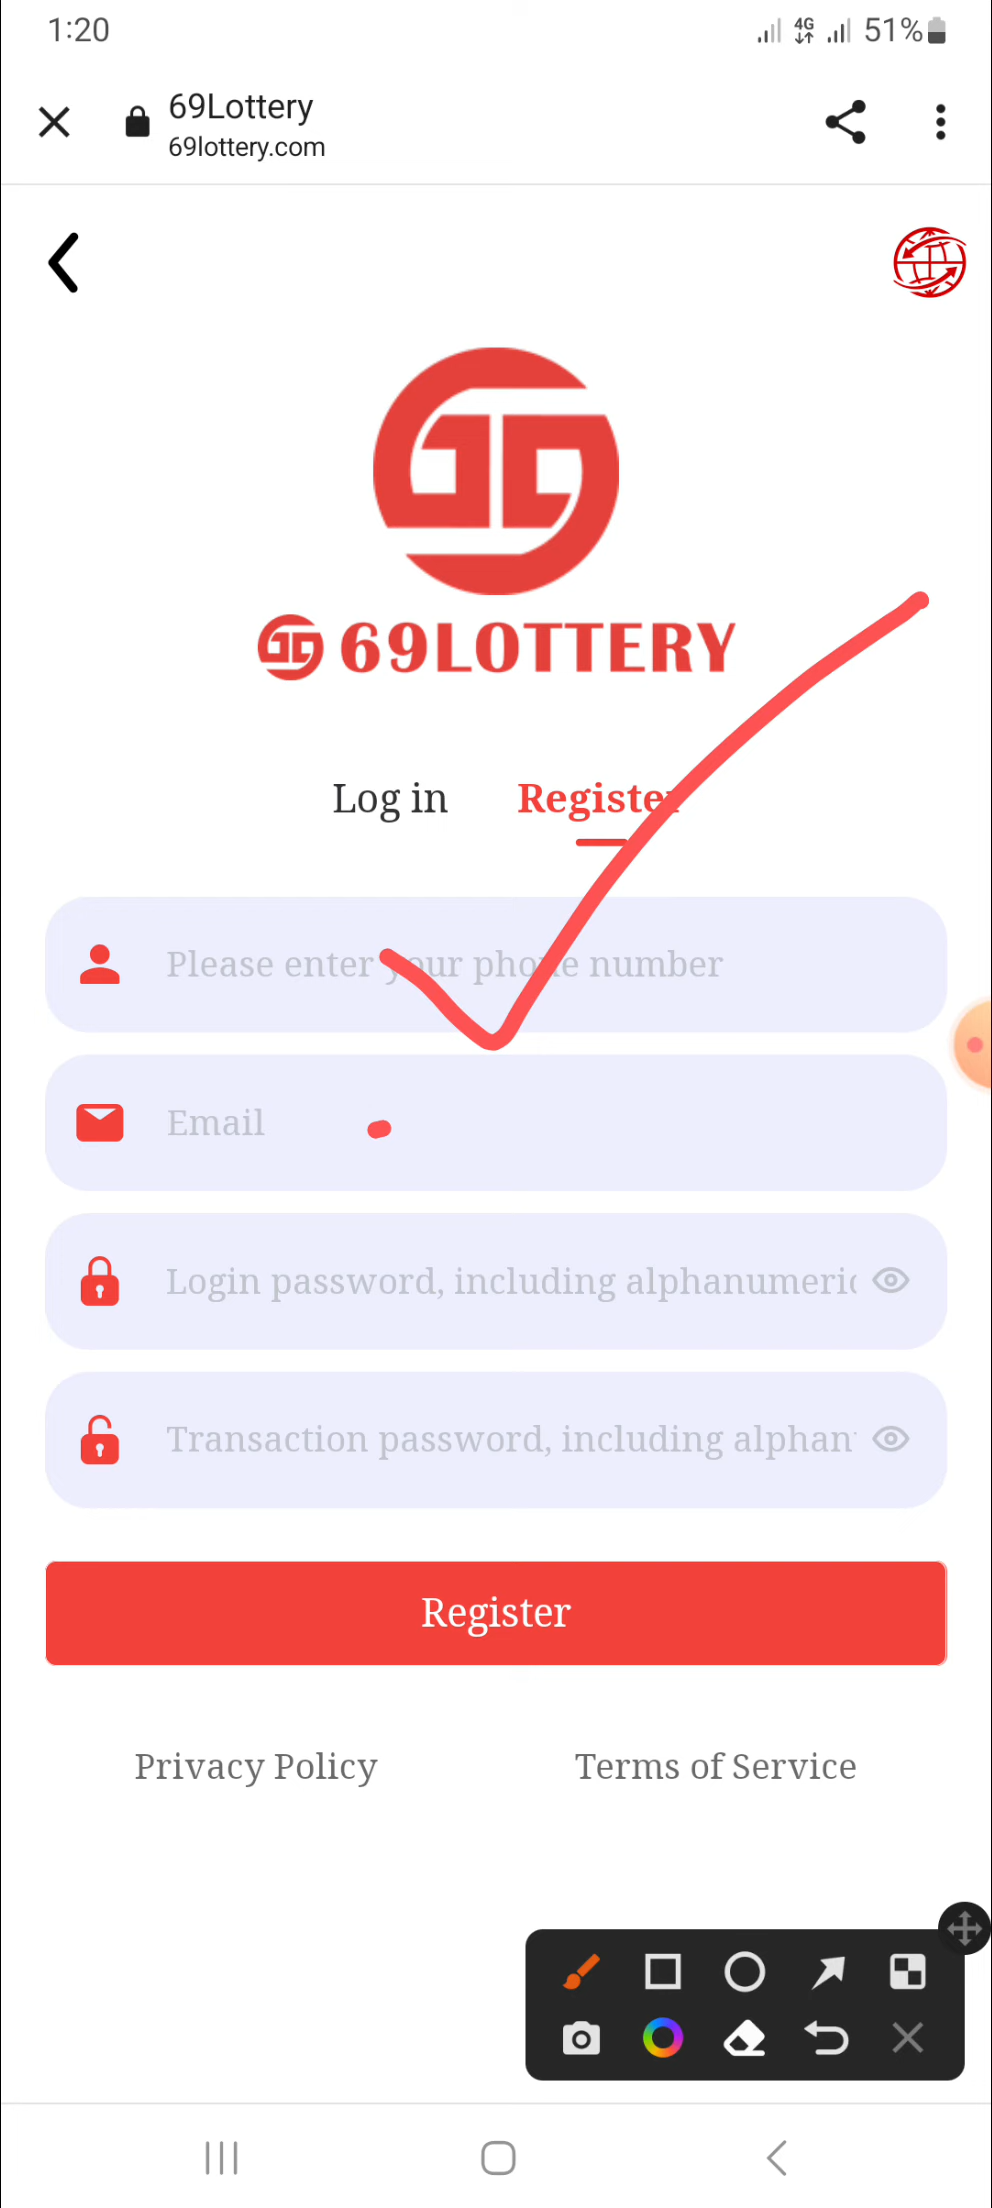 1:20
4G
51%
69Lottery
69lottery.com
69LOTTERY
Log in
Register
Please enter your phone number
Email
Login password, including alphanumeric
Transaction password, including alphan
Register
Privacy Policy
Terms of Service